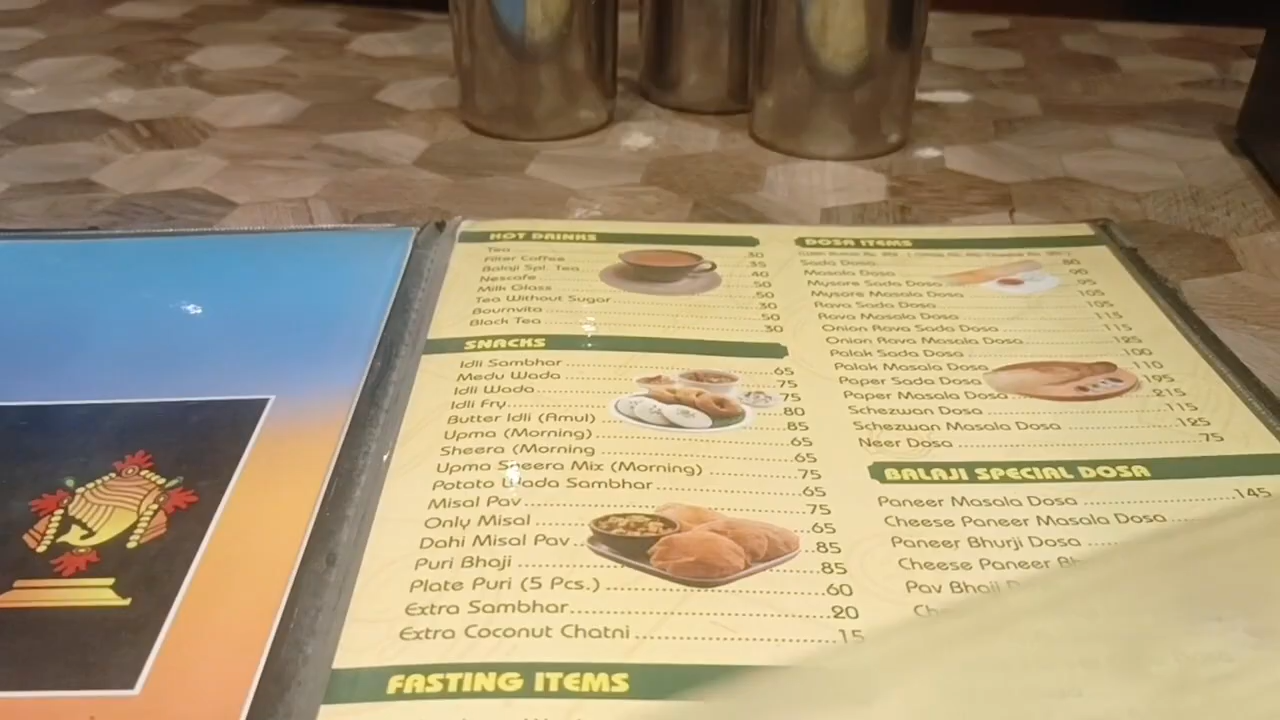 HOT DRINKS
Tea 30
Filter Coffee 35
Balaji Spl. Tea 40
Nescafe 50
Milk Glass 50
Tea Without Sugar 30
Bournvita 50
Black Tea 30
SNACKS
Idli Sambhar 65
Medu Wada 75
Idli Wada 75
Idli Fry 80
Butter Idli (Amul) 85
Upma (Morning) 65
Sheera (Morning 65
Upma Sheera Mix (Morning) 75
Potato Wada Sambhar 65
Misal Pav 75
Only Misal 65
Dahi Misal Pav 85
Puri Bhaji 85
Plate Puri (5 Pcs.) 60
Extra Sambhar 20
Extra Coconut Chatni 15
FASTING ITEMS
DOSA ITEMS
Sada Dosa 80
Masala Dosa 90
Mysore Sada Dosa 95
Mysore Masala Dosa 105
Rava Sada Dosa 105
Rava Masala Dosa 115
Onion Rava Sada Dosa 115
Onion Rava Masala Dosa 125
Palak Sada Dosa 100
Palak Masala Dosa 110
Paper Sada Dosa 195
Paper Masala Dosa 215
Schezwan Dosa 115
Schezwan Masala Dosa 125
Neer Dosa 75
BALAJI SPECIAL DOSA
Paneer Masala Dosa 145
Cheese Paneer Masala Dosa
Paneer Bhurji Dosa
Cheese Paneer
Pav Bhaji